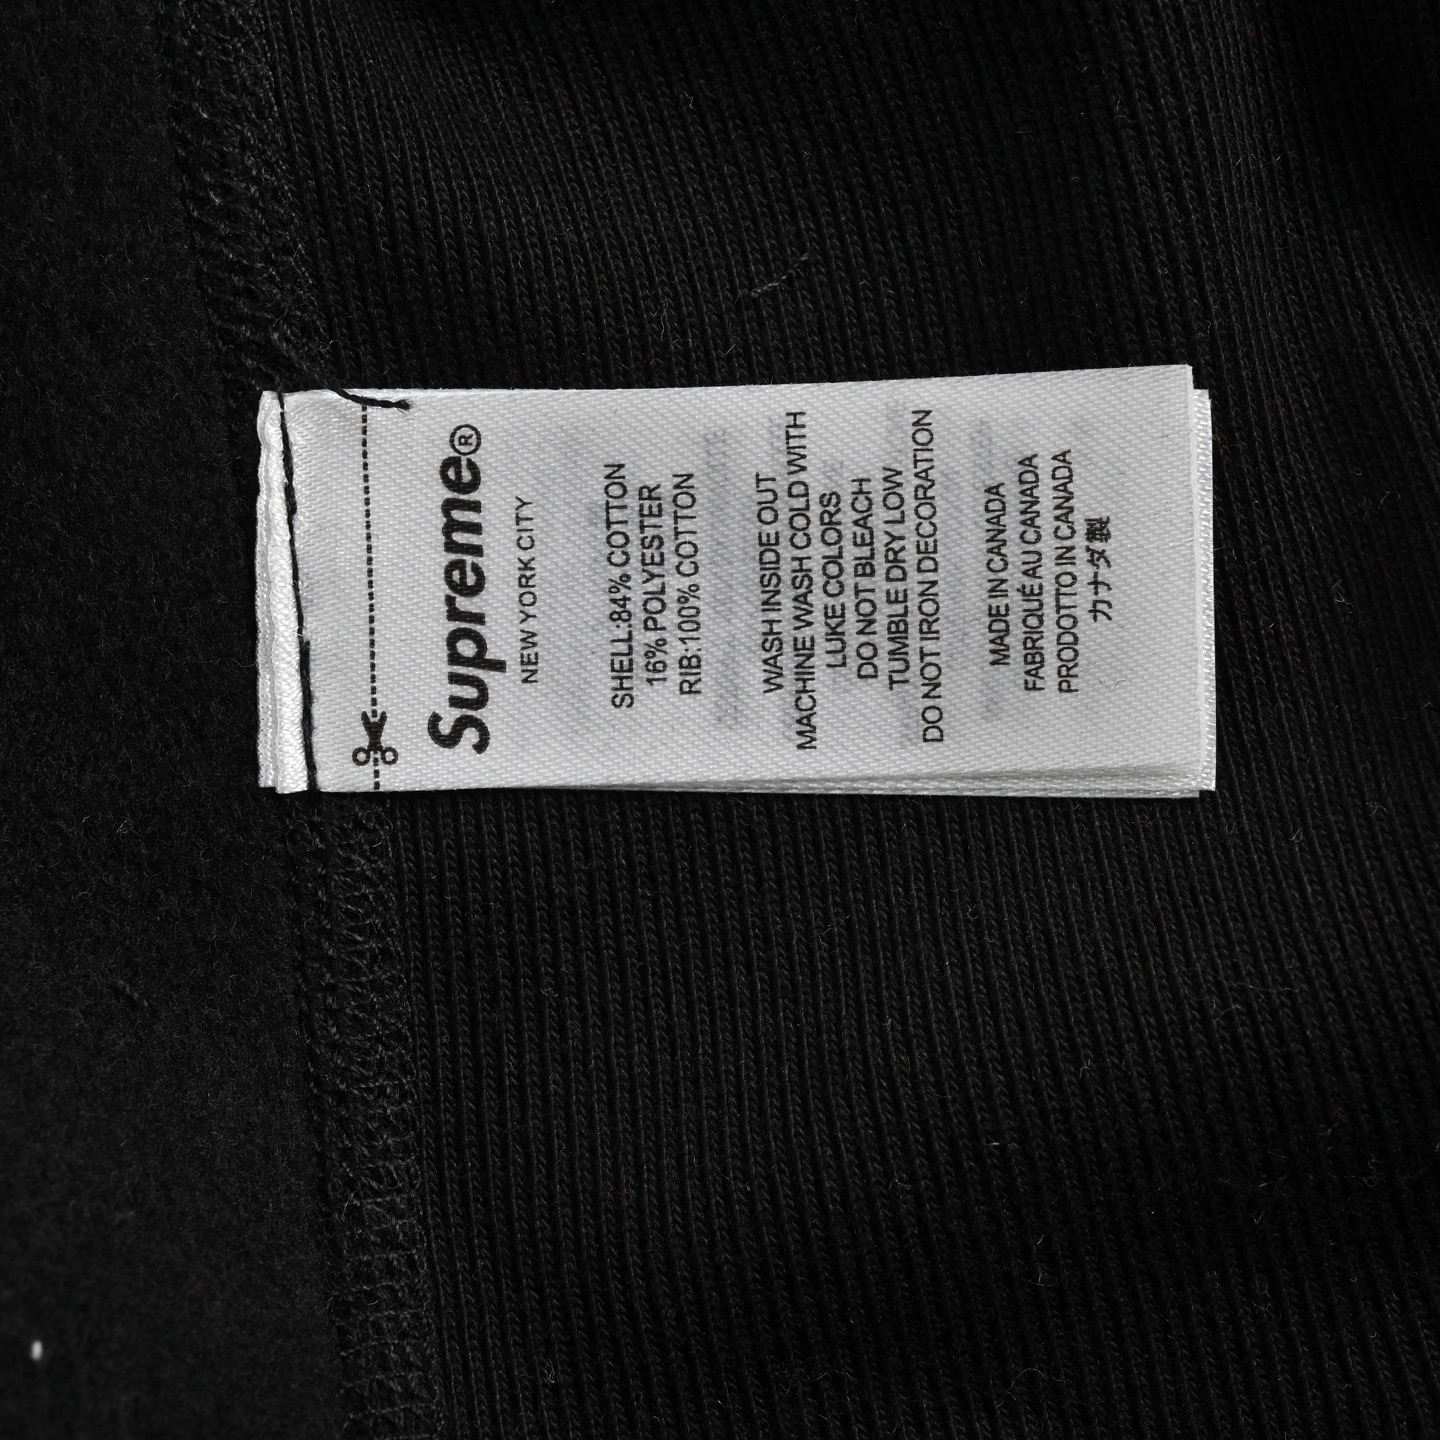 Supreme®
NEW YORK CITY
SHELL:84% COTTON
16% POLYESTER
RIB:100% COTTON
WASH INSIDE OUT
MACHINE WASH COLD WITH
LUKE COLORS
DO NOT BLEACH
TUMBLE DRY LOW
DO NOT IRON DECORATION
MADE IN CANADA
FABRIQUÉ AU CANADA
PRODOTTO IN CANADA
カナダ製